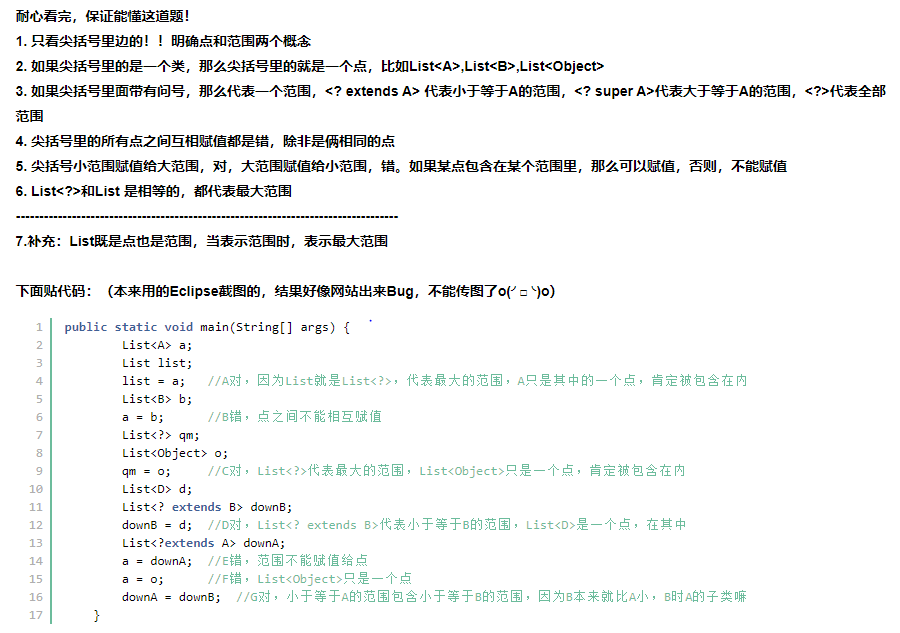 耐心看完，保证能懂这道题！
1. 只看尖括号里边的！！明确点和范围两个概念
2. 如果尖括号里的是一个类，那么尖括号里的就是一个点，比如List<A>,List<B>,List<Object>
3. 如果尖括号里面带有问号，那么代表一个范围，<? extends A> 代表小于等于A的范围，<? super A>代表大于等于A的范围，<?>代表全部
范围
4. 尖括号里的所有点之间互相赋值都是错，除非是俩相同的点
5. 尖括号小范围赋值给大范围，对，大范围赋值给小范围，错。如果某点包含在某个范围里，那么可以赋值，否则，不能赋值
6. List<?>和List 是相等的，都代表最大范围
----------------------------------------------------------------------------------
7.补充：List既是点也是范围，当表示范围时，表示最大范围
下面贴代码：（本来用的Eclipse截图的，结果好像网站出来Bug，不能传图了o(╯□╰)o）
1 public static void main(String[] args) {
2 List<A> a;
3 List list;
4 list = a; //A对，因为List就是List<?>，代表最大的范围，A只是其中的一个点，肯定被包含在内
5 List<B> b;
6 a = b; //B错，点之间不能相互赋值
7 List<?> qm;
8 List<Object> o;
9 qm = o; //C对，List<?>代表最大的范围，List<Object>只是一个点，肯定被包含在内
10 List<D> d;
11 List<? extends B> downB;
12 downB = d; //D对，List<? extends B>代表小于等于B的范围，List<D>是一个点，在其中
13 List<?extends A> downA;
14 a = downA; //E错，范围不能赋值给点
15 a = o; //F错，List<Object>只是一个点
16 downA = downB; //G对，小于等于A的范围包含小于等于B的范围，因为B本来就比A小，B时A的子类嘛
17 }